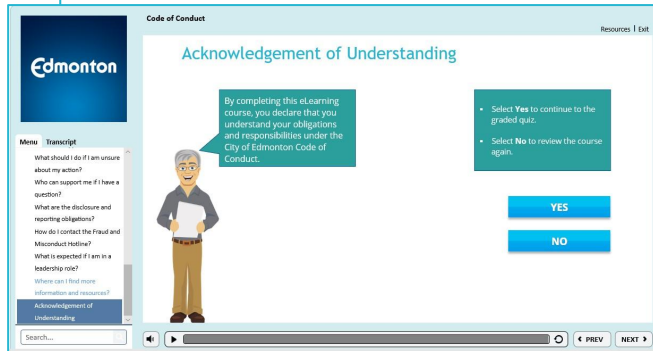 Code of Conduct
Resources | Exit
Edmonton
Acknowledgement of Understanding
By completing this eLearning
course, you declare that you
understand your obligations
and responsibilities under the
City of Edmonton Code of
Conduct.
• Select Yes to continue to the
graded quiz.
• Select No to review the course
again.
YES
NO
Menu Transcript
What should I do if I am unsure
about my action?
Who can support me if I have a
question?
What are the disclosure and
reporting obligations?
How do I contact the Fraud and
Misconduct Hotline?
What is expected if I am in a
leadership role?
Where can I find more
information and resources?
Acknowledgement of
Understanding
Search...
PREV
NEXT